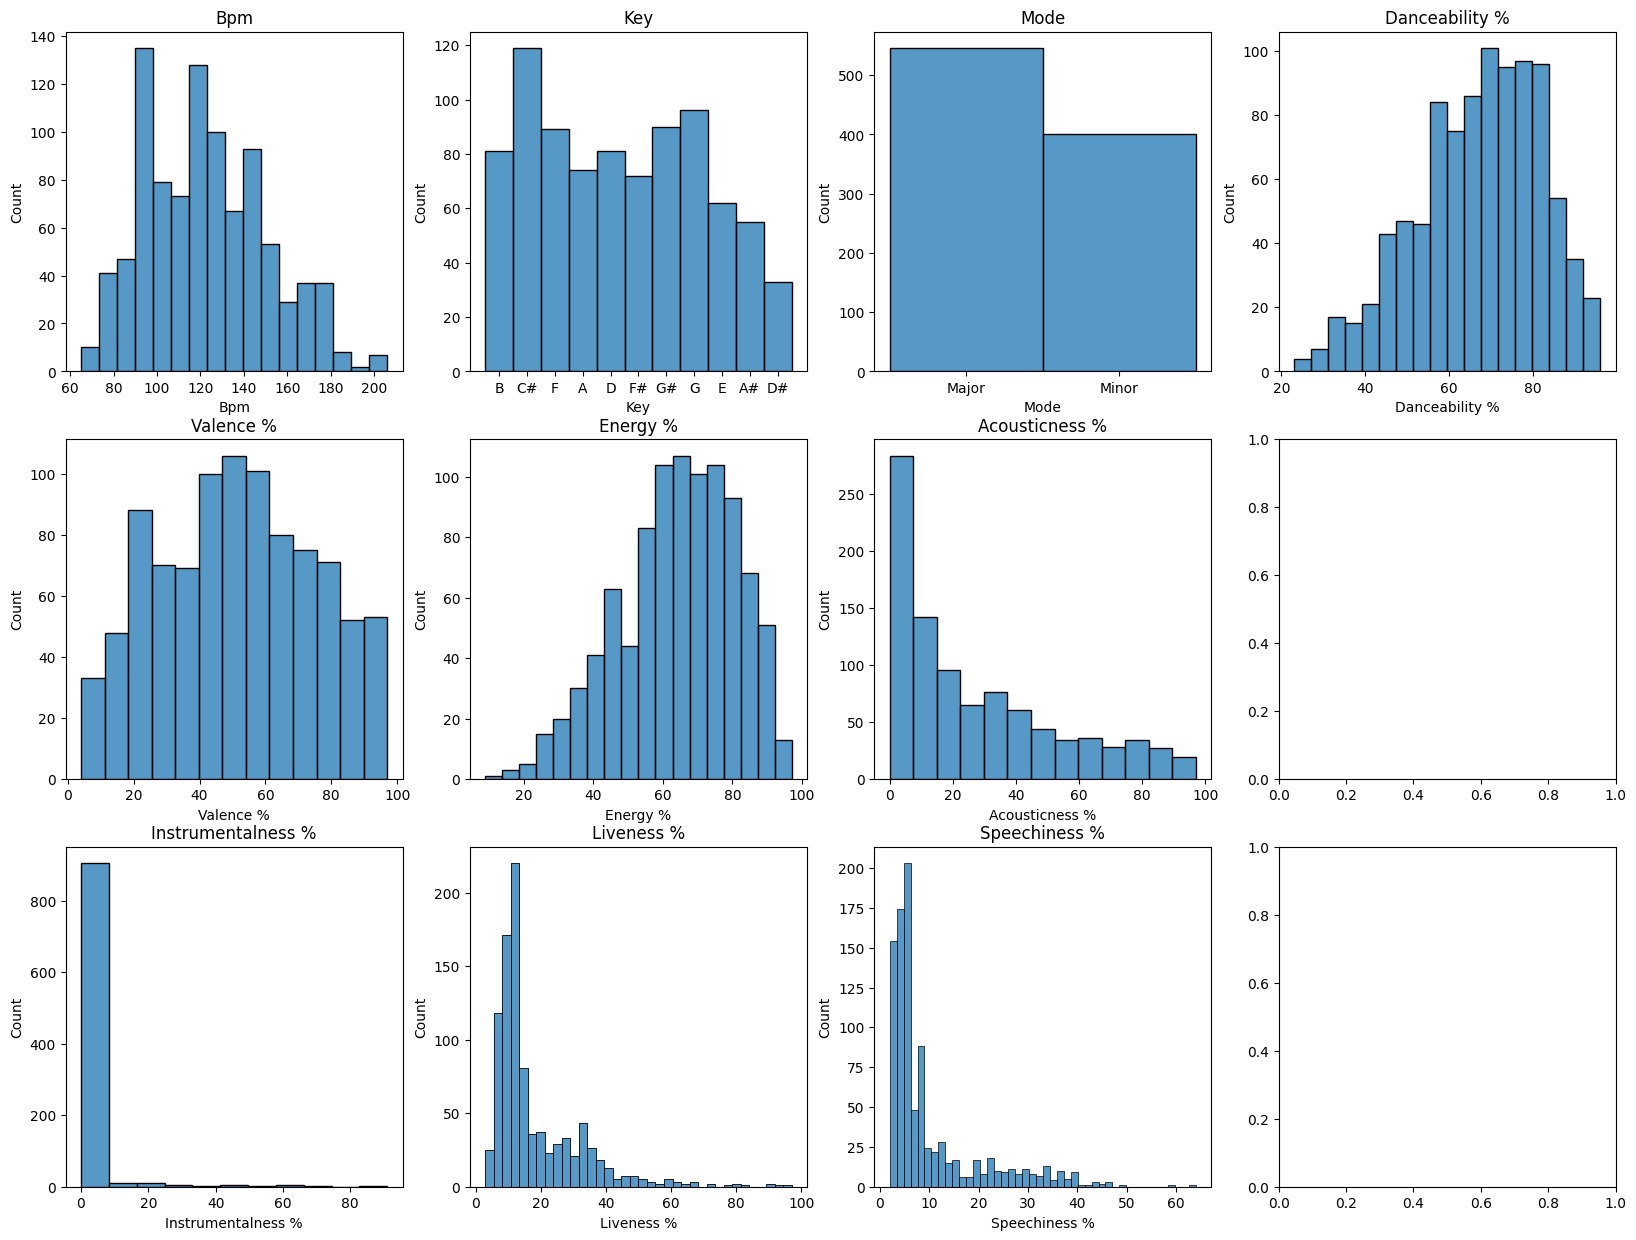 Bpm
Count
140
120
100
80
60
40
20
0
60 80 100 120 140 160 180 200
Bpm
Key
Count
120
100
80
60
40
20
0
B C# F A D F# G# G E A# D#
Key
Mode
Count
500
400
300
200
100
0
Major Minor
Mode
Danceability %
Count
100
80
60
40
20
0
20 40 60 80
Danceability %
Valence %
Count
100
80
60
40
20
0
0 20 40 60 80 100
Valence %
Energy %
Count
100
80
60
40
20
0
20 40 60 80 100
Energy %
Acousticness %
Count
250
200
150
100
50
0
0 20 40 60 80 100
Acousticness %
1.0
0.8
0.6
0.4
0.2
0.0
0.0 0.2 0.4 0.6 0.8 1.0
Instrumentalness %
Count
800
600
400
200
0
0 20 40 60 80
Instrumentalness %
Liveness %
Count
200
150
100
50
0
0 20 40 60 80 100
Liveness %
Speechiness %
Count
200
175
150
125
100
75
50
25
0
0 10 20 30 40 50 60
Speechiness %
1.0
0.8
0.6
0.4
0.2
0.0
0.0 0.2 0.4 0.6 0.8 1.0